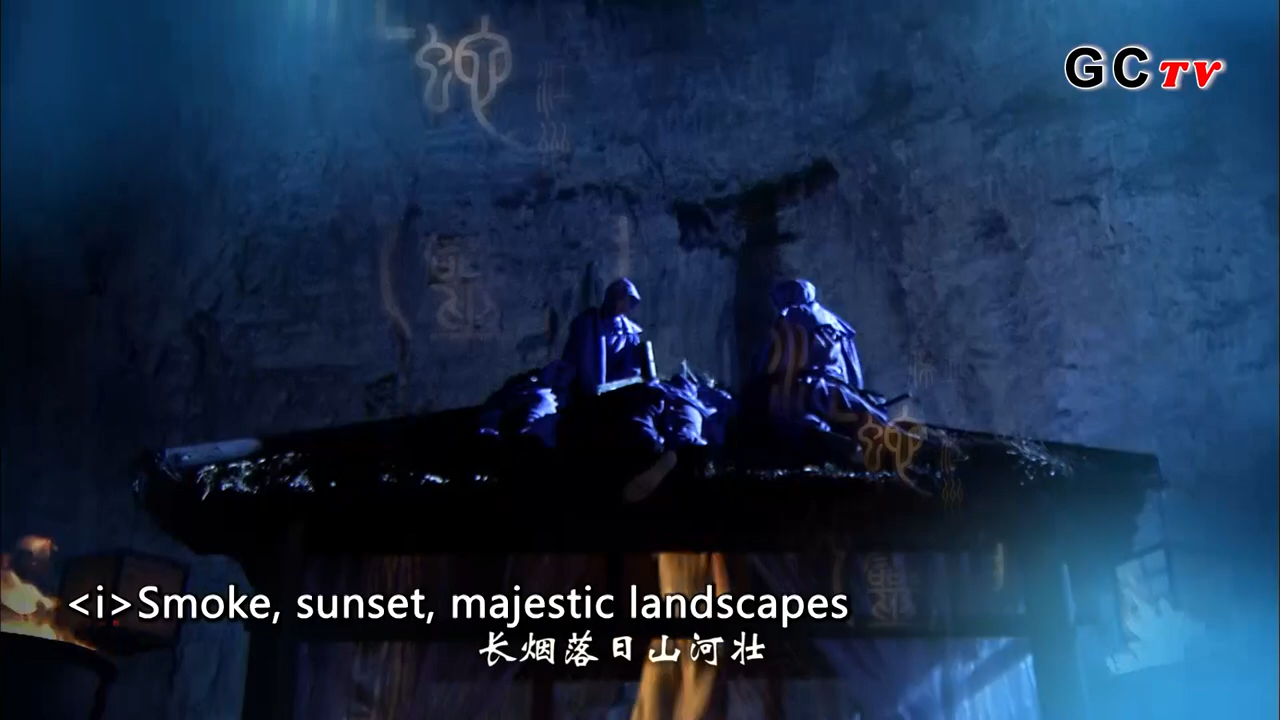 GCTV
<i>Smoke, sunset, majestic landscapes
长烟落日山河壮